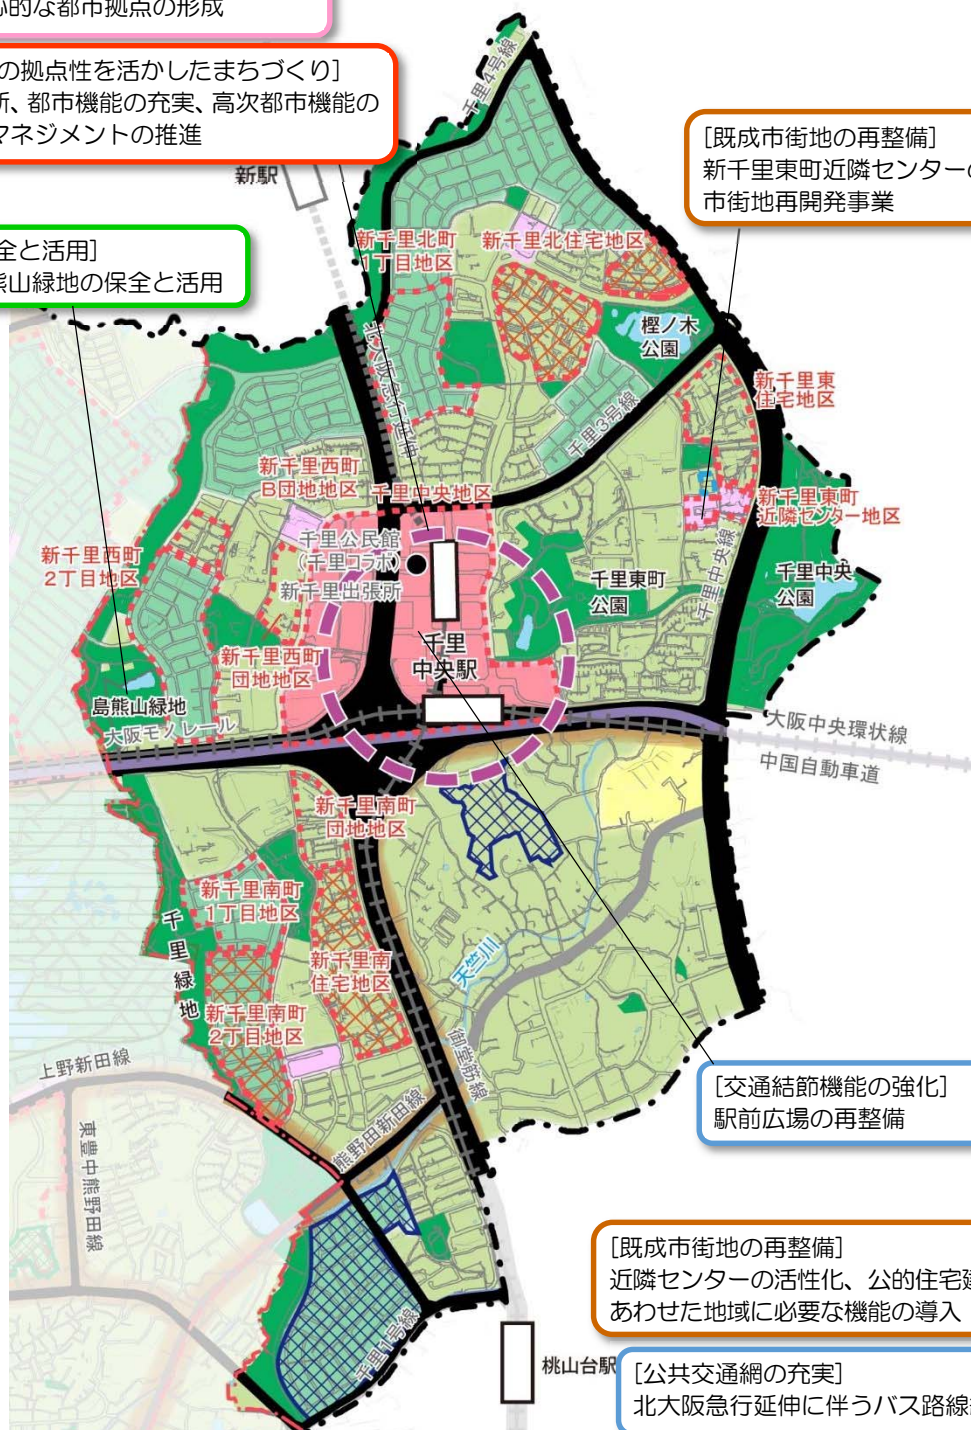 心的な都市拠点の形成
の拠点性を活かしたまちづくり]
所、都市機能の充実、高次都市機能の
マネジメントの推進
[既成市街地の再整備]
新千里東町近隣センターの
市街地再開発事業
全と活用]
熊山緑地の保全と活用
千里4号線
新駅
新千里北町
1丁目地区
新千里北住宅地区
樫ノ木
公園
北大阪急行延伸
千里3号線
新千里東
住宅地区
新千里西町
B団地地区
千里中央地区
新千里東町
近隣センター地区
千里公民館
(千里コラボ)
新千里出張所
新千里西町
2丁目地区
千里中央線
千里東町
公園
千里中央
公園
千里
中央駅
新千里西町
団地地区
島熊山緑地
大阪モノレール
大阪中央環状線
中国自動車道
新千里南町
団地地区
新千里南町
1丁目地区
千里緑地
新千里南
住宅地区
天竺川
新千里南町
2丁目地区
御堂筋線
上野新田線
熊野田新田線
東豊中熊野田線
[交通結節機能の強化]
駅前広場の再整備
[既成市街地の再整備]
近隣センターの活性化、公的住宅建
あわせた地域に必要な機能の導入
千里1号線
桃山台駅
[公共交通網の充実]
北大阪急行延伸に伴うバス路線